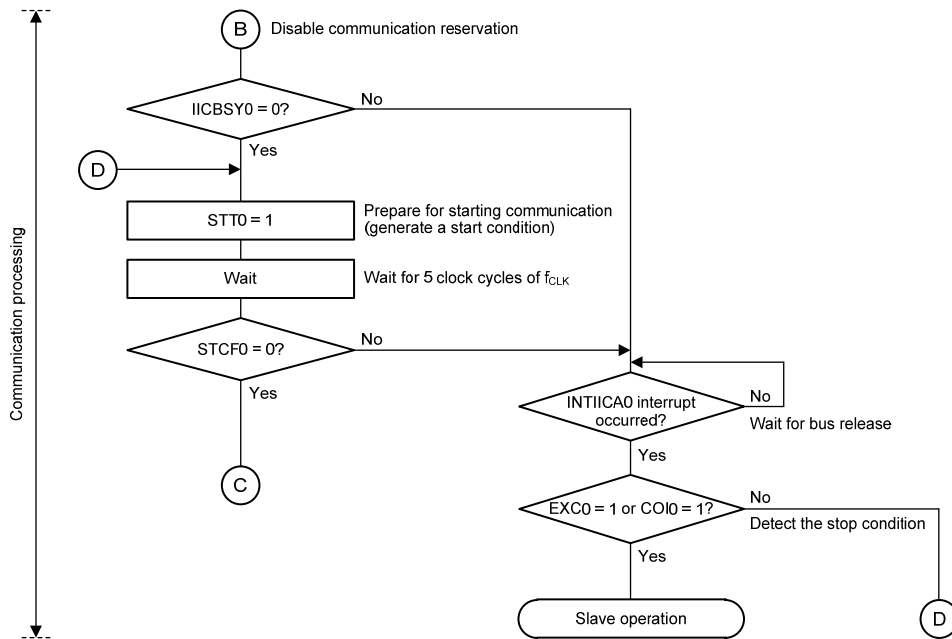 B
Disable communication reservation
IICBSY0 = 0?
No
Yes
D
STT0 = 1
Prepare for starting communication
(generate a start condition)
Wait
Wait for 5 clock cycles of fCLK
STCF0 = 0?
No
Yes
C
INTIICA0 interrupt
occurred?
No
Wait for bus release
Yes
EXC0 = 1 or COI0 = 1?
No
Detect the stop condition
Yes
Slave operation
D
Communication processing